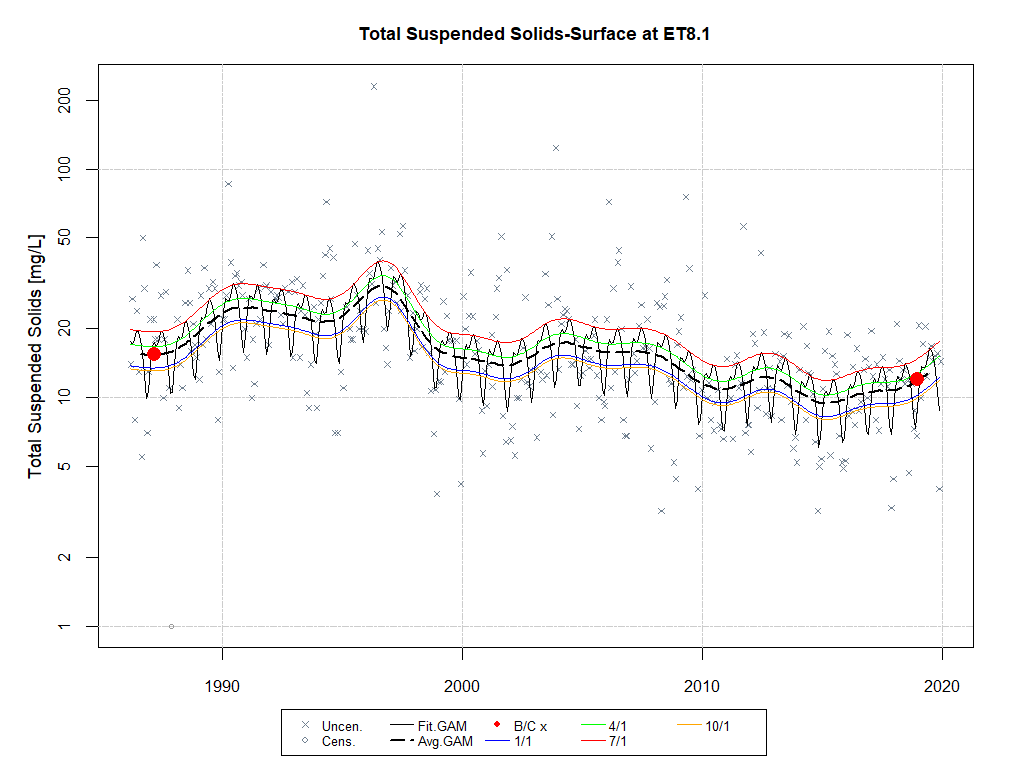 Total Suspended Solids-Surface at ET8.1
Total Suspended Solids [mg/L]
200
100
50
20
10
5
2
1
1990 2000 2010 2020
Uncen. Fit.GAM B/C x 4/1 10/1
Cens. Avg.GAM 1/1 7/1